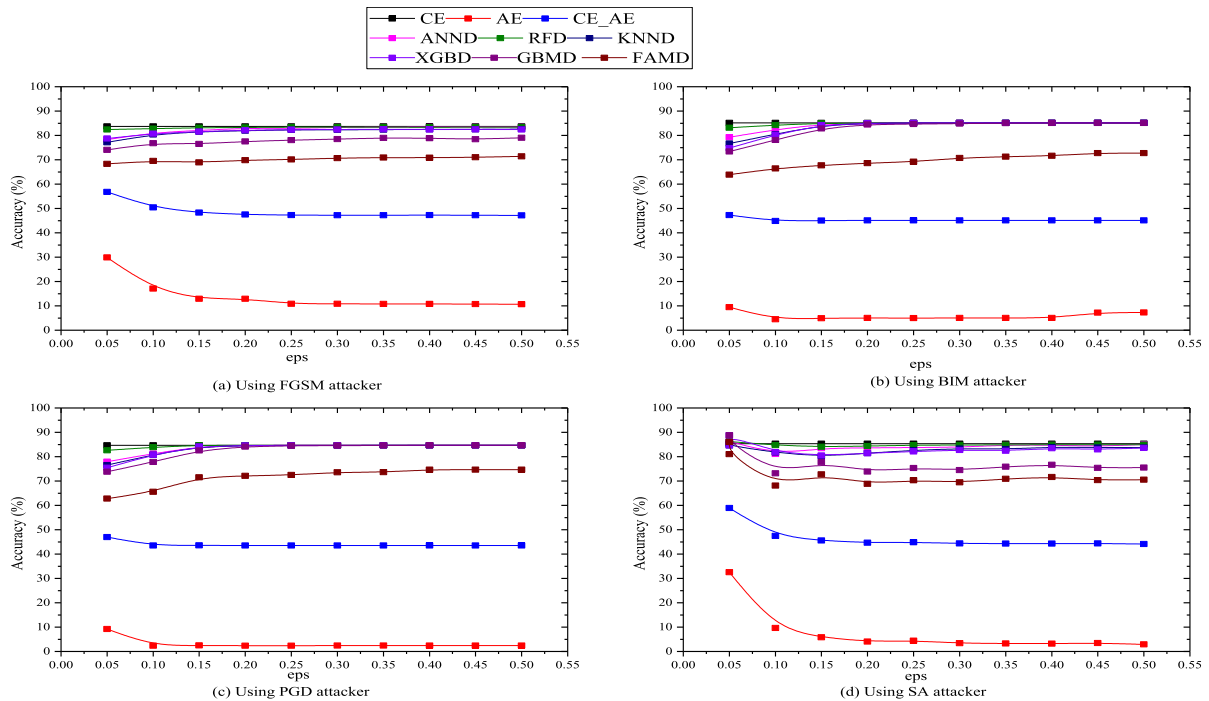 CE AE CE_AE
ANND RFD KNND
XGBD GBMD FAMD
100
90
80
70
60
50
40
30
20
10
0
Accuracy (%)
0.00 0.05 0.10 0.15 0.20 0.25 0.30 0.35 0.40 0.45 0.50 0.55
eps
(a) Using FGSM attacker
100
90
80
70
60
50
40
30
20
10
0
Accuracy (%)
0.00 0.05 0.10 0.15 0.20 0.25 0.30 0.35 0.40 0.45 0.50 0.55
eps
(b) Using BIM attacker
100
90
80
70
60
50
40
30
20
10
0
Accuracy (%)
0.00 0.05 0.10 0.15 0.20 0.25 0.30 0.35 0.40 0.45 0.50 0.55
eps
(c) Using PGD attacker
100
90
80
70
60
50
40
30
20
10
0
Accuracy (%)
0.00 0.05 0.10 0.15 0.20 0.25 0.30 0.35 0.40 0.45 0.50 0.55
eps
(d) Using SA attacker